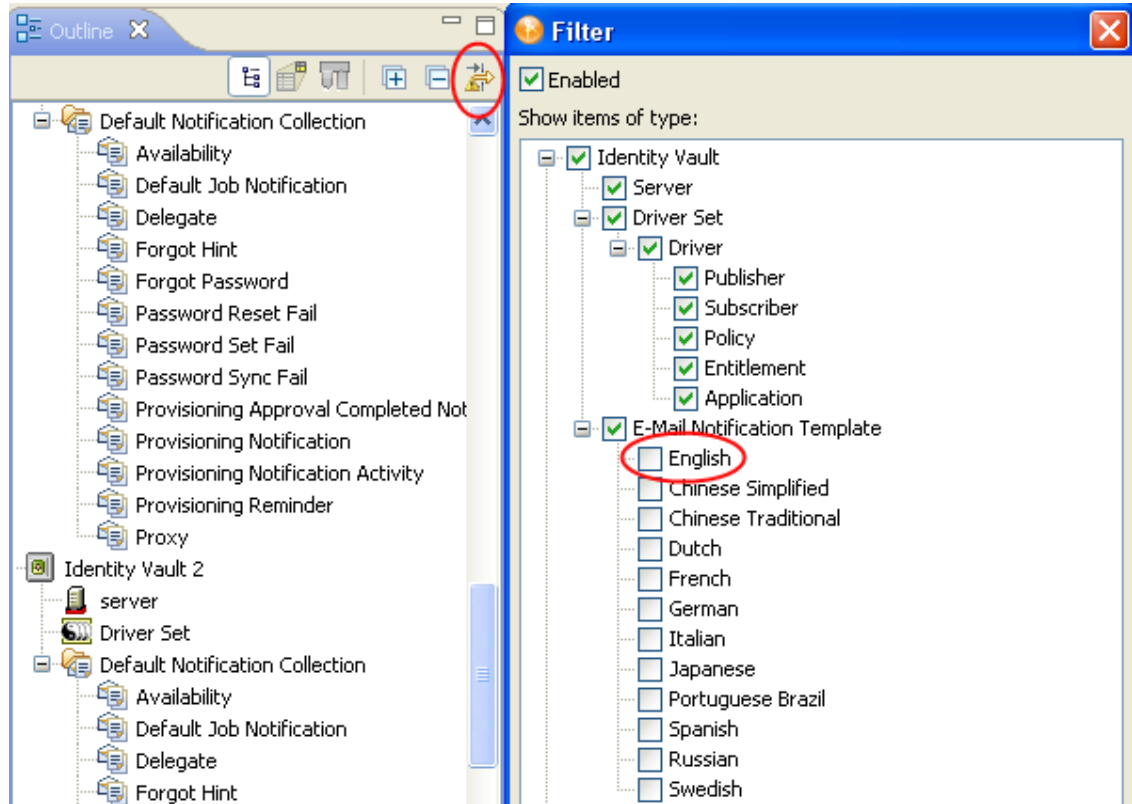 Outline
Default Notification Collection
Availability
Default Job Notification
Delegate
Forgot Hint
Forgot Password
Password Reset Fail
Password Set Fail
Password Sync Fail
Provisioning Approval Completed Not
Provisioning Notification
Provisioning Notification Activity
Provisioning Reminder
Proxy
Identity Vault 2
server
Driver Set
Default Notification Collection
Availability
Default Job Notification
Delegate
Forgot Hint
Filter
Enabled
Show items of type:
Identity Vault
Server
Driver Set
Driver
Publisher
Subscriber
Policy
Entitlement
Application
E-Mail Notification Template
English
Chinese Simplified
Chinese Traditional
Dutch
French
German
Italian
Japanese
Portuguese Brazil
Spanish
Russian
Swedish